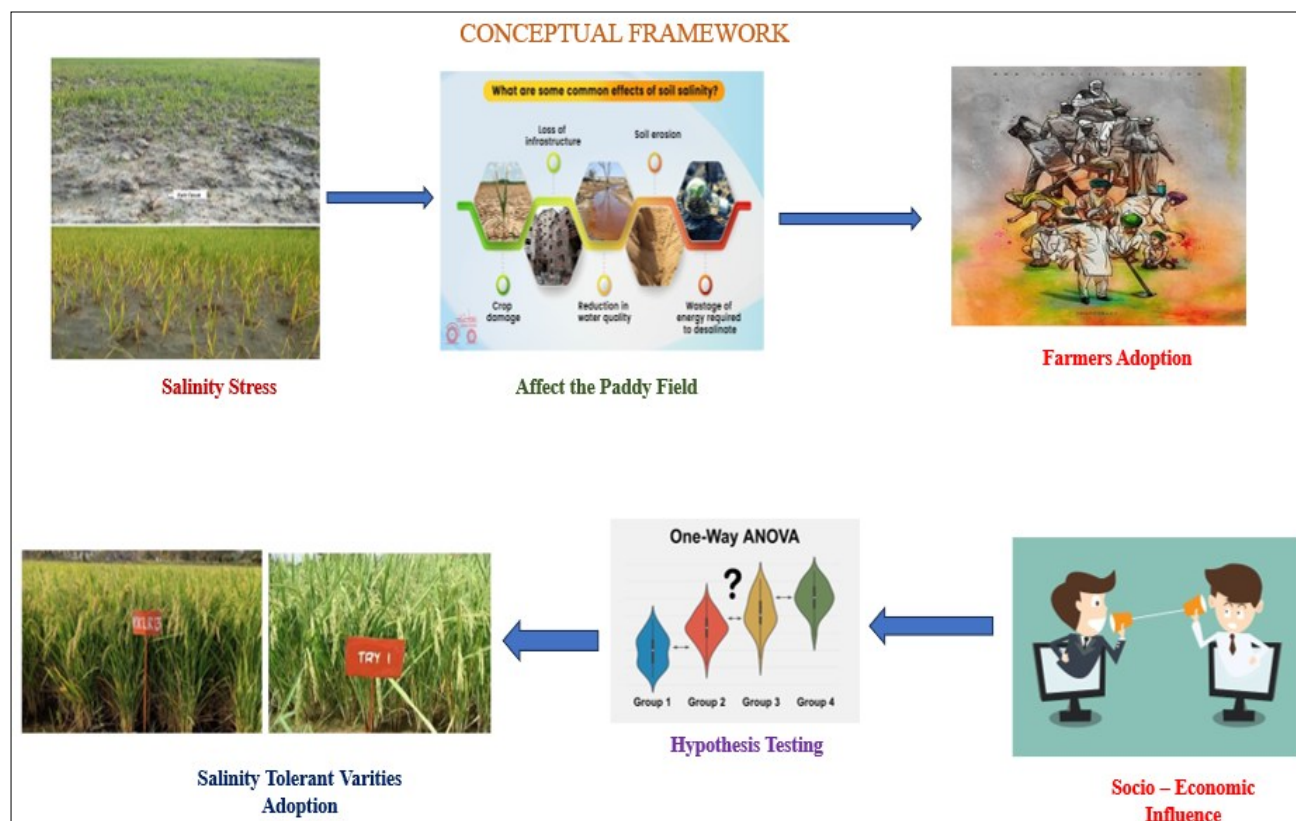 CONCEPTUAL FRAMEWORK
What are some common effects of soil salinity?
Loss of
infrastructure
Soil erosion
Crop
damage
Reduction in
water quality
Wastage of
energy required
to desalinate
Salinity Stress
Affect the Paddy Field
Farmers Adoption
KKL R 3
TRY 1
One-Way ANOVA
?
Group 1
Group 2
Group 3
Group 4
Salinity Tolerant Varities
Adoption
Hypothesis Testing
Socio – Economic
Influence